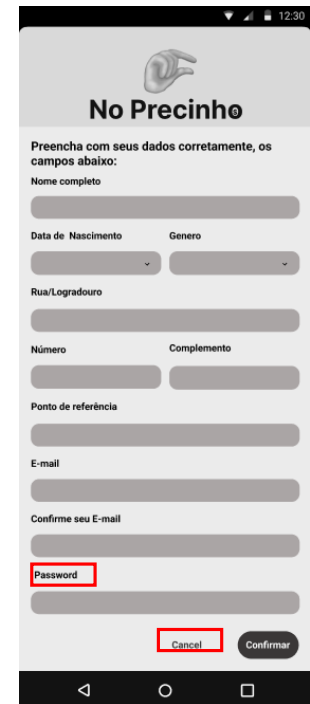 12:30
No Precinho
Preencha com seus dados corretamente, os
campos abaixo:
Nome completo
Data de Nascimento Genero
Rua/Logradouro
Número Complemento
Ponto de referência
E-mail
Confirme seu E-mail
Password
Cancel Confirmar